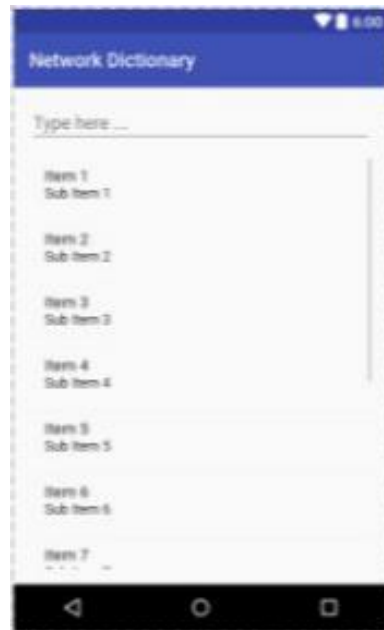 6:00
Network Dictionary
Type here ...
Item 1
Sub Item 1
Item 2
Sub Item 2
Item 3
Sub Item 3
Item 4
Sub Item 4
Item 5
Sub Item 5
Item 6
Sub Item 6
Item 7